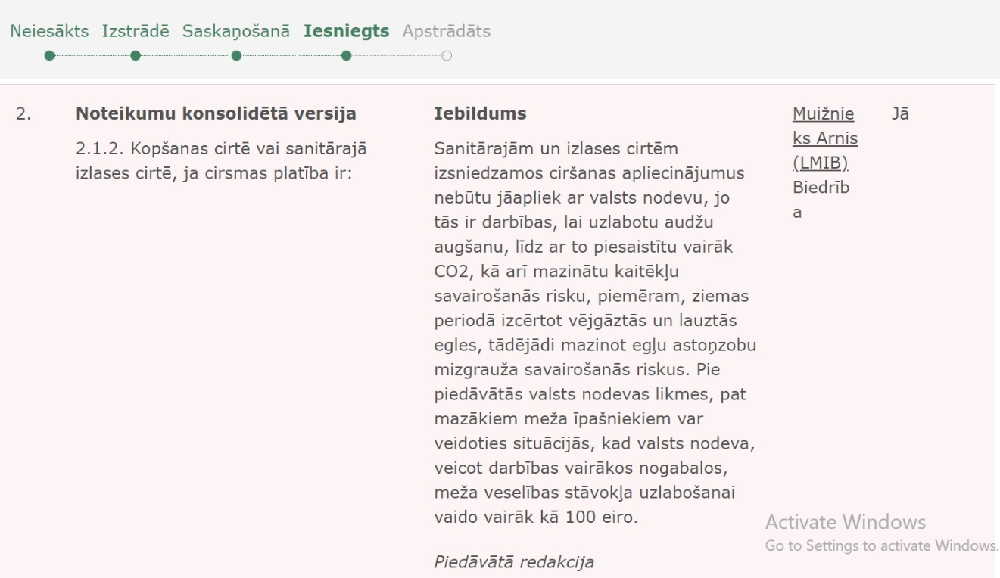 Neiesākts Izstrādē Saskaņošanā Iesniegts Apstrādāts
2.
Noteikumu konsolidētā versija
2.1.2. Kopšanas cirtē vai sanitārajā
izlases cirtē, ja cirsmas platība ir:
Iebildums
Sanitārajām un izlases cirtēm
izsniedzamos ciršanas apliecinājumus
nebūtu jāapliek ar valsts nodevu, jo
tās ir darbības, lai uzlabotu audžu
augšanu, līdz ar to piesaistītu vairāk
CO2, kā arī mazinātu kaitēkļu
savairošanās risku, piemēram, ziemas
periodā izcērtot vējgāztās un lauztās
egles, tādējādi mazinot egļu astoņzobu
mizgrauža savairošanās riskus. Pie
piedāvātās valsts nodevas likmes, pat
mazākiem meža īpašniekiem var
veidoties situācijās, kad valsts nodeva,
veicot darbības vairākos nogabalos,
meža veselības stāvokļa uzlabošanai
vaido vairāk kā 100 eiro.
Piedāvātā redakcija
Muižnie
ks Arnis
(LMIB)
Biedrīb
a
Jā
Activate Windows
Go to Settings to activate Windows.